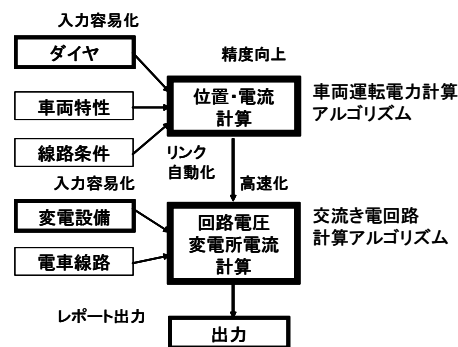 入力容易化
ダイヤ
精度向上
車両特性
位置・電流
計算
車両運転電力計算
アルゴリズム
線路条件
リンク
自動化
入力容易化
高速化
変電設備
回路電圧
変電所電流
計算
交流き電回路
計算アルゴリズム
電車線路
レポート出力
出力